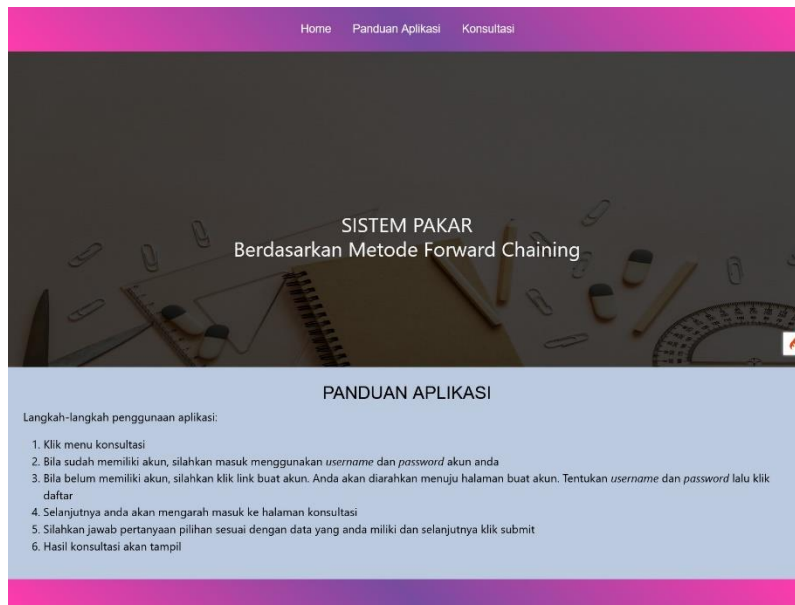 Home Panduan Aplikasi Konsultasi
SISTEM PAKAR
Berdasarkan Metode Forward Chaining
PANDUAN APLIKASI
Langkah-langkah penggunaan aplikasi:
1. Klik menu konsultasi
2. Bila sudah memiliki akun, silahkan masuk menggunakan username dan password akun anda
3. Bila belum memiliki akun, silahkan klik link buat akun. Anda akan diarahkan menuju halaman buat akun. Tentukan username dan password lalu klik
daftar
4. Selanjutnya anda akan mengarah masuk ke halaman konsultasi
5. Silahkan jawab pertanyaan pilihan sesuai dengan data yang anda miliki dan selanjutnya klik submit
6. Hasil konsultasi akan tampil